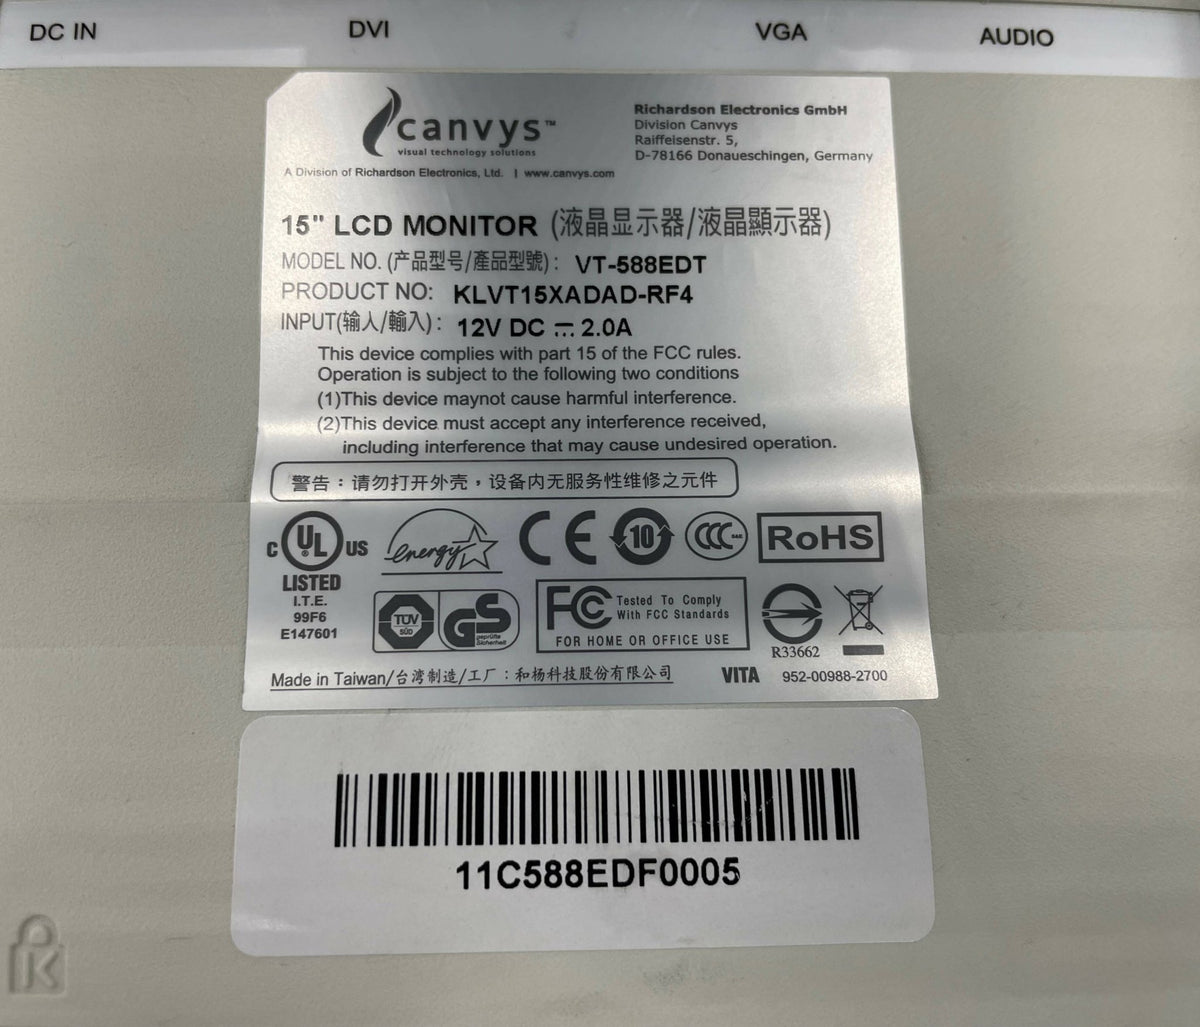 DC IN DVI VGA AUDIO
canvys™
visual technology solutions
A Division of Richardson Electronics, Ltd. | www.canvys.com
Richardson Electronics GmbH
Division Canvys
Raiffeisenstr. 5,
D-78166 Donaueschingen, Germany
15" LCD MONITOR (液晶显示器/液晶顯示器)
MODEL NO. (产品型号/產品型號): VT-588EDT
PRODUCT NO: KLVT15XADAD-RF4
INPUT(输人/輸入): 12V DC ⎓ 2.0A
This device complies with part 15 of the FCC rules.
Operation is subject to the following two conditions
(1)This device maynot cause harmful interference.
(2)This device must accept any interference received,
including interference that may cause undesired operation.
警告：请勿打开外壳，设备内无服务性维修之元件
C UL US
LISTED
I.T.E.
99F6
E147601
energy
CE
10
CCC
S&E
RoHS
TÜV
SÜD
GS
geprüfte
Sicherheit
FC Tested To Comply
With FCC Standards
FOR HOME OR OFFICE USE
R33662
Made in Taiwan/台湾制造/工厂：和杨科技股份有限公司
VITA 952-00988-2700
11C588EDF0005
K